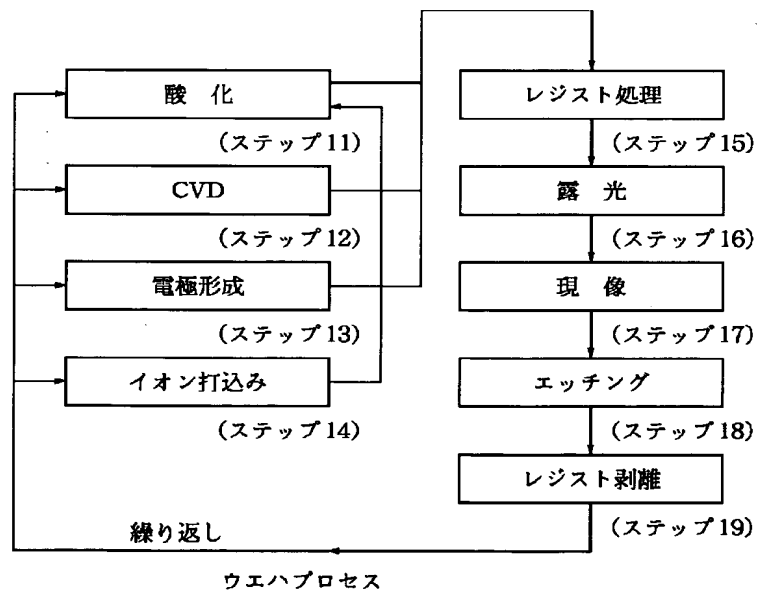 酸 化
(ステップ11)
CVD
(ステップ12)
電極形成
(ステップ13)
イオン打込み
(ステップ14)
レジスト処理
(ステップ15)
露 光
(ステップ16)
現 像
(ステップ17)
エッチング
(ステップ18)
レジスト剥離
(ステップ19)
繰り返し
ウエハプロセス